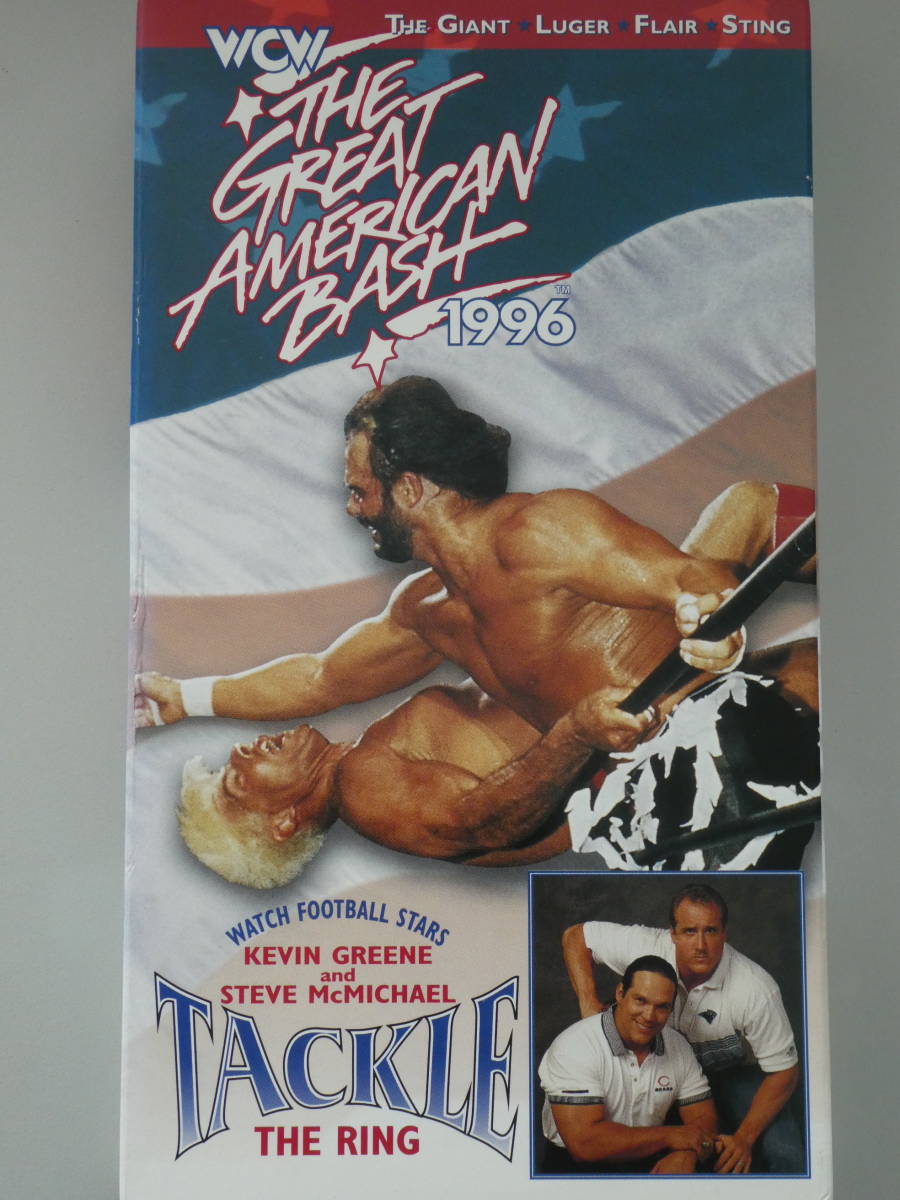 WCW
THE GIANT ★ LUGER ★ FLAIR ★ STING
THE
GREAT
AMERICAN
BASH
TM
1996
WATCH FOOTBALL STARS
KEVIN GREENE
and
STEVE McMICHAEL
TACKLE
THE RING
C
BEARS